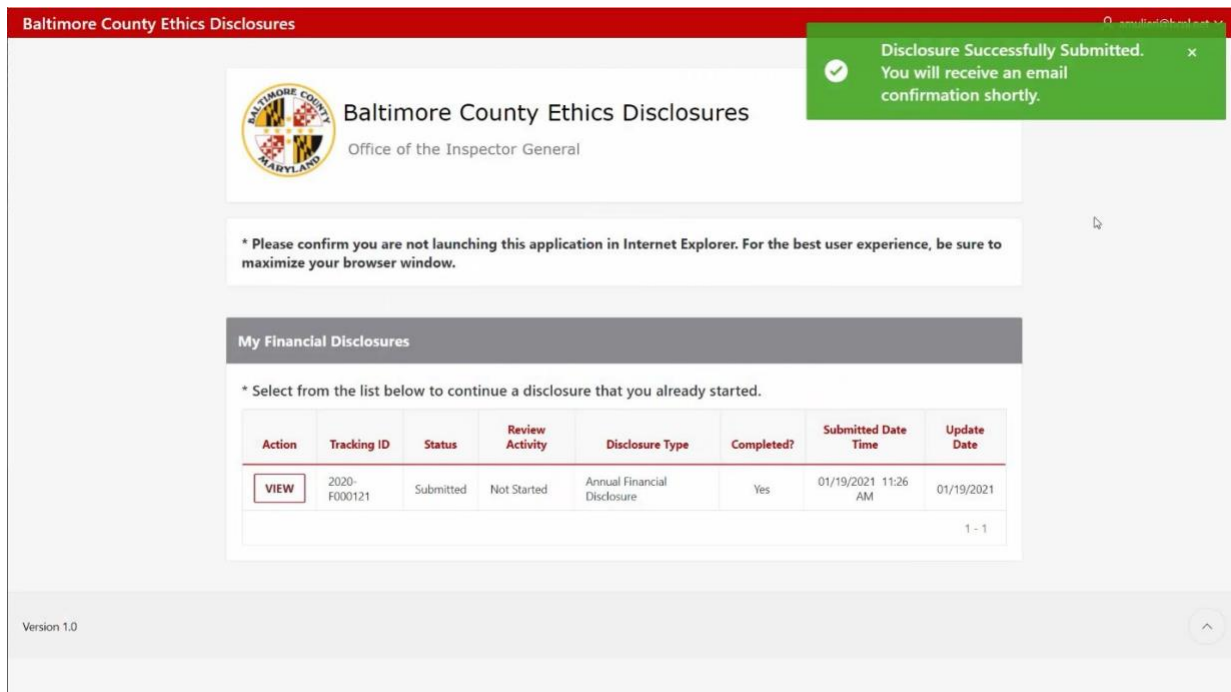 Baltimore County Ethics Disclosures
Disclosure Successfully Submitted.
You will receive an email
confirmation shortly.
×
BALTIMORE COUNTY
MARYLAND
Baltimore County Ethics Disclosures
Office of the Inspector General
* Please confirm you are not launching this application in Internet Explorer. For the best user experience, be sure to
maximize your browser window.
My Financial Disclosures
* Select from the list below to continue a disclosure that you already started.
Action Tracking ID Status Review Activity Disclosure Type Completed? Submitted Date Time Update Date
VIEW 2020-F000121 Submitted Not Started Annual Financial Disclosure Yes 01/19/2021 11:26 AM 01/19/2021
1 - 1
Version 1.0